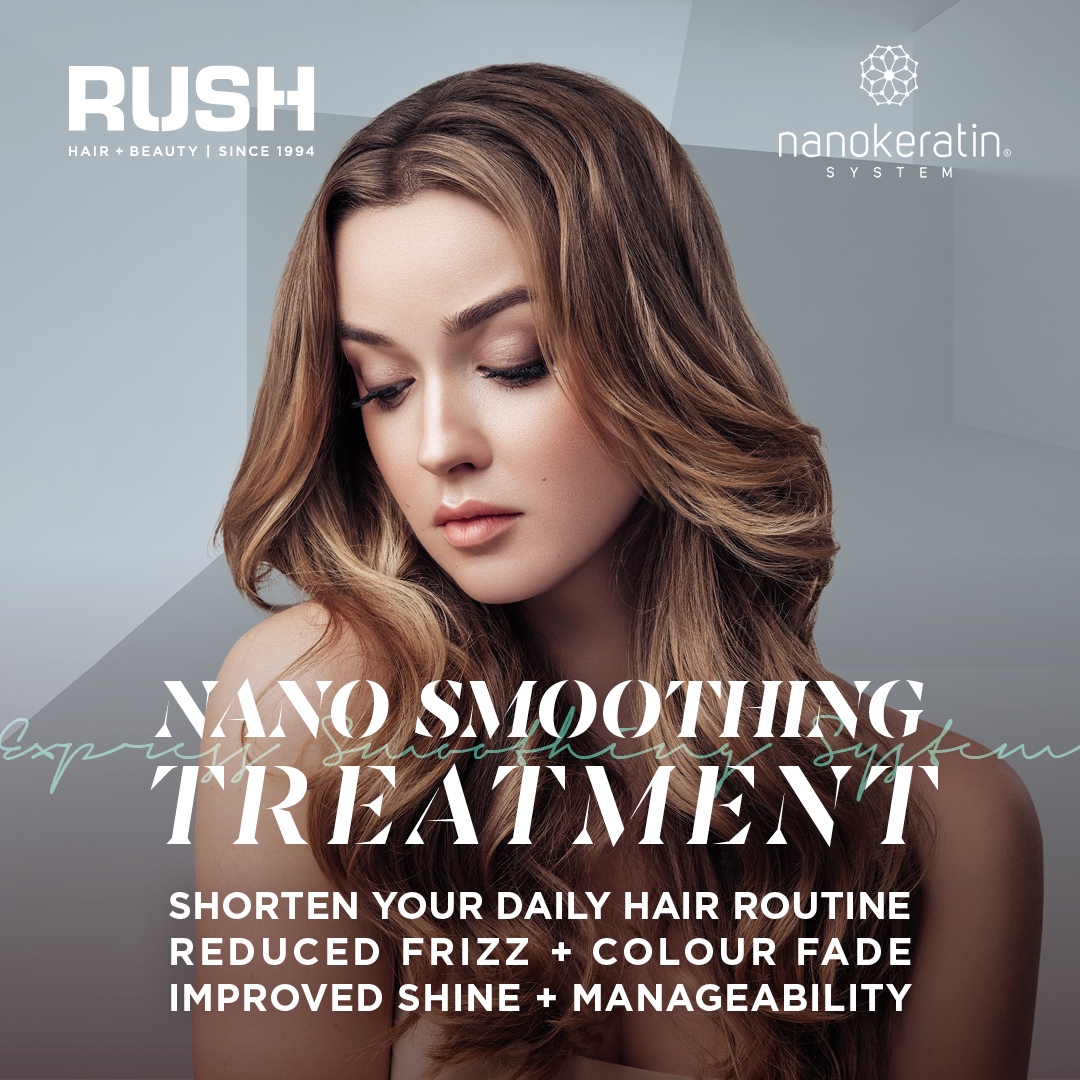 RUSH
HAIR + BEAUTY | SINCE 1994
nanokeratin®
SYSTEM
NANO SMOOTHING
Express Smoothing System
TREATMENT
SHORTEN YOUR DAILY HAIR ROUTINE
REDUCED FRIZZ + COLOUR FADE
IMPROVED SHINE + MANAGEABILITY